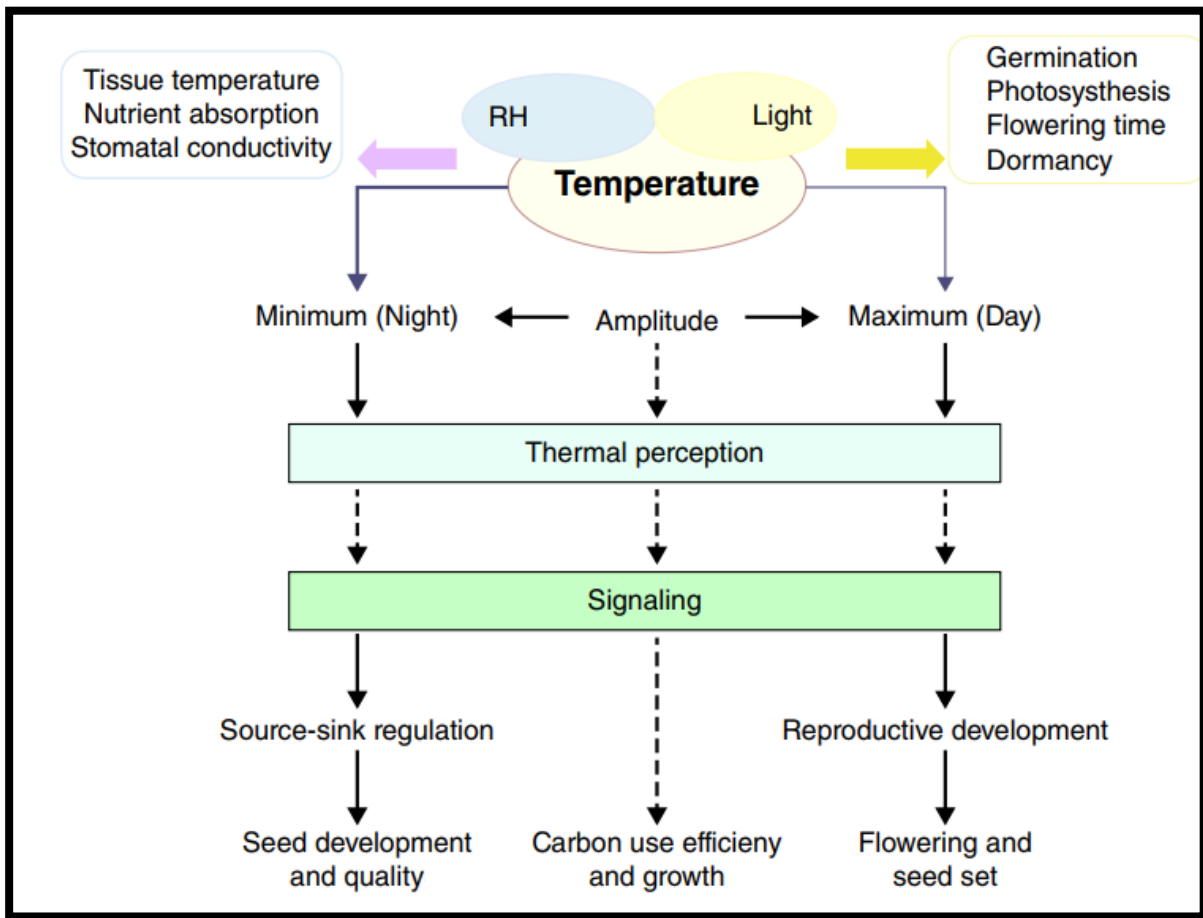 Tissue temperature
Nutrient absorption
Stomatal conductivity
RH
Light
Temperature
Germination
Photosysthesis
Flowering time
Dormancy
Minimum (Night)
Amplitude
Maximum (Day)
Thermal perception
Signaling
Source-sink regulation
Reproductive development
Seed development
and quality
Carbon use efficieny
and growth
Flowering and
seed set